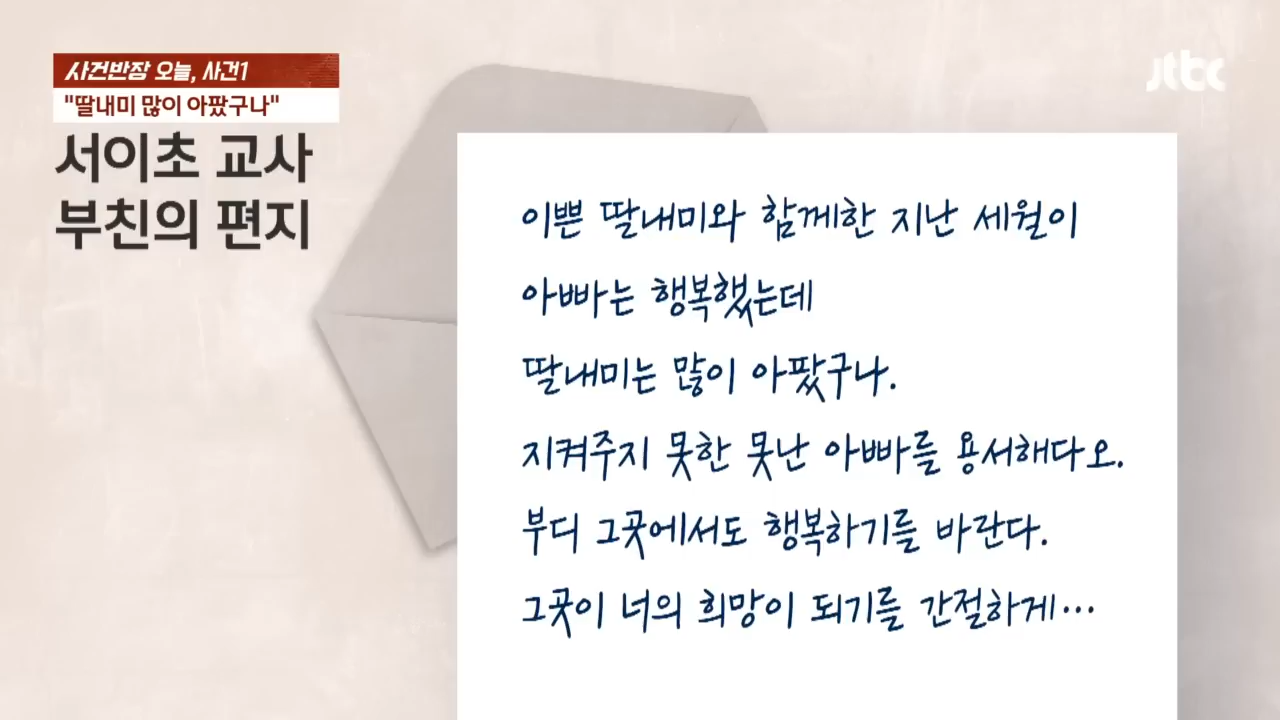 사건반장 오늘, 사건1
"딸내미 많이 아팠구나"
서이초 교사
부친의 편지
jtbc
이쁜 딸내미와 함께한 지난 세월이
아빠는 행복했는데
딸내미는 많이 아팠구나.
지켜주지 못한 못난 아빠를 용서해다오.
부디 그곳에서도 행복하기를 바란다.
그곳이 너의 희망이 되기를 간절하게…